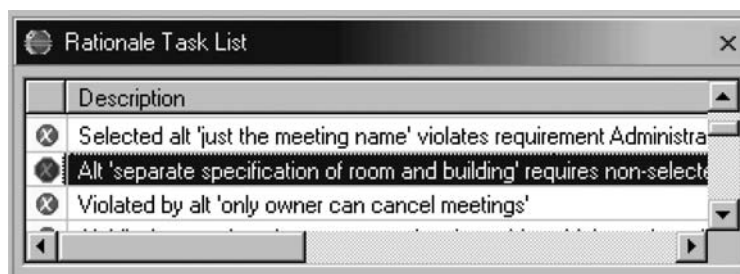 Rationale Task List
Description
Selected alt 'just the meeting name' violates requirement Administra
Alt 'separate specification of room and building' requires non-selecte
Violated by alt 'only owner can cancel meetings'